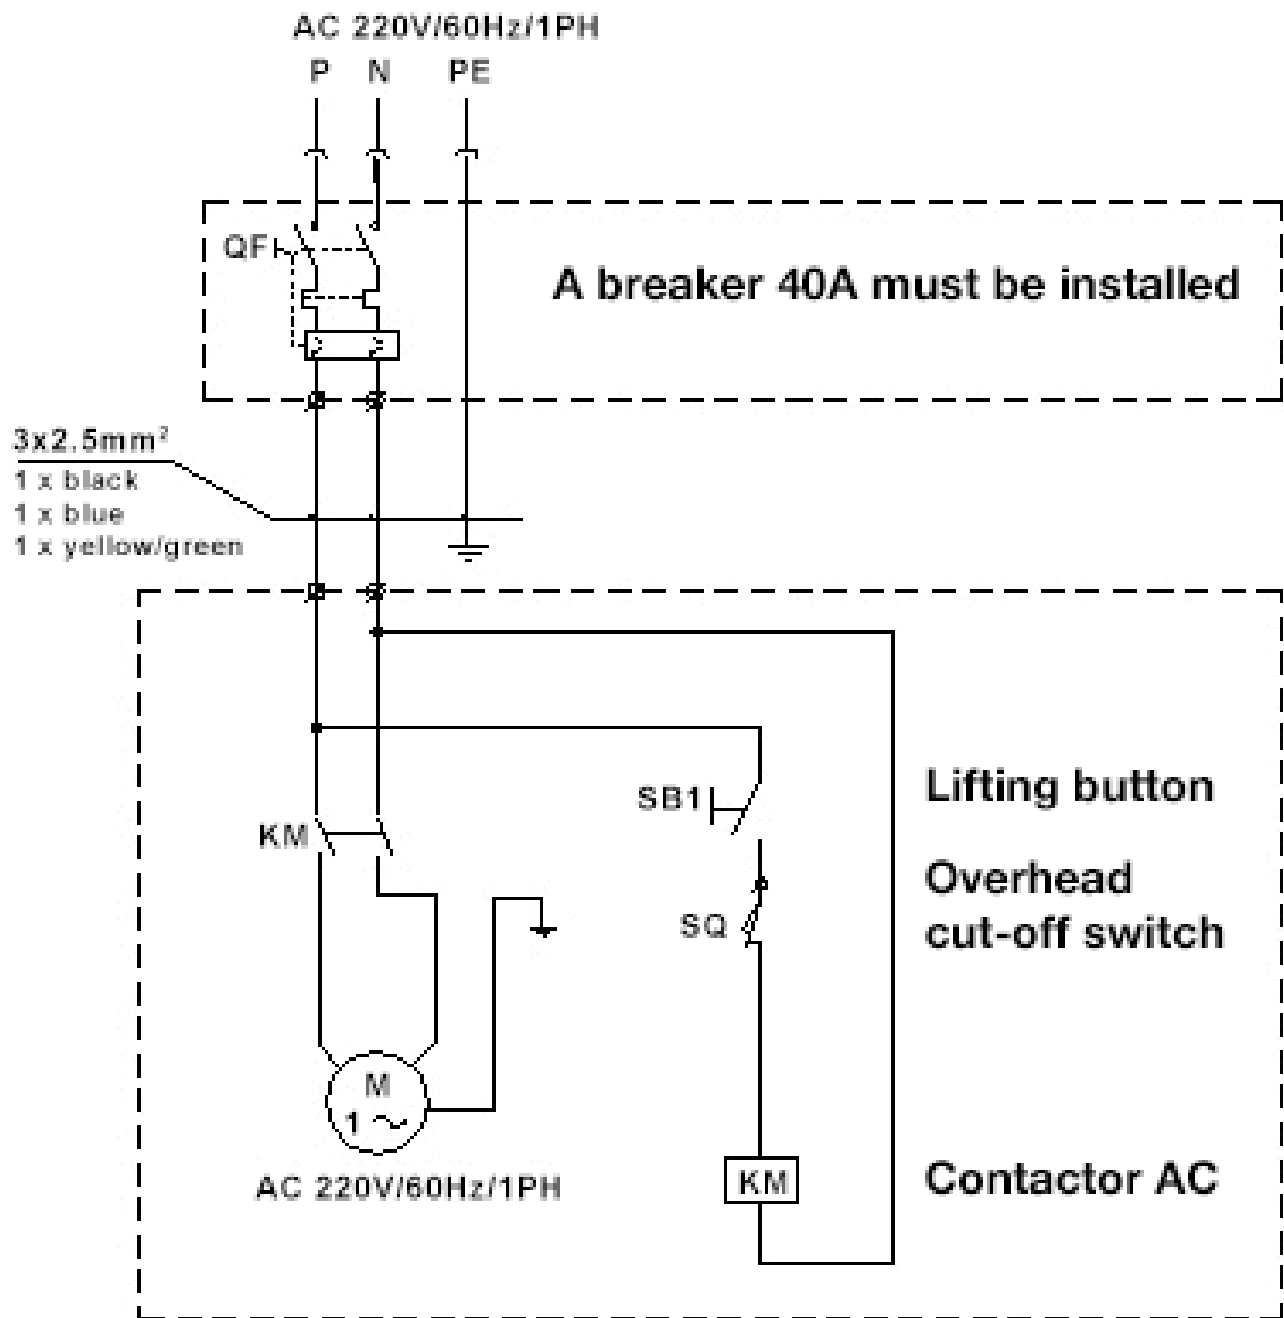 AC 220V/60Hz/1PH
P N PE
QF
A breaker 40A must be installed
3x2.5mm²
1 x black
1 x blue
1 x yellow/green
SB1
Lifting button
KM
Overhead
cut-off switch
SQ
M
1 ~
AC 220V/60Hz/1PH
KM
Contactor AC